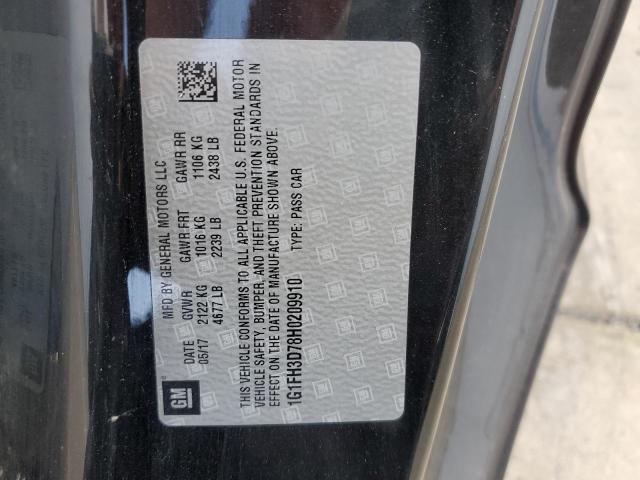 MFD BY GENERAL MOTORS LLC
DATE GVWR GAWR FRT GAWR RR
05/17 2122 KG 1016 KG 1106 KG
4677 LB 2239 LB 2438 LB
THIS VEHICLE CONFORMS TO ALL APPLICABLE U.S. FEDERAL MOTOR
VEHICLE SAFETY, BUMPER, AND THEFT PREVENTION STANDARDS IN
EFFECT ON THE DATE OF MANUFACTURE SHOWN ABOVE.
1G1FH3D78H0209910 TYPE: PASS CAR
GM